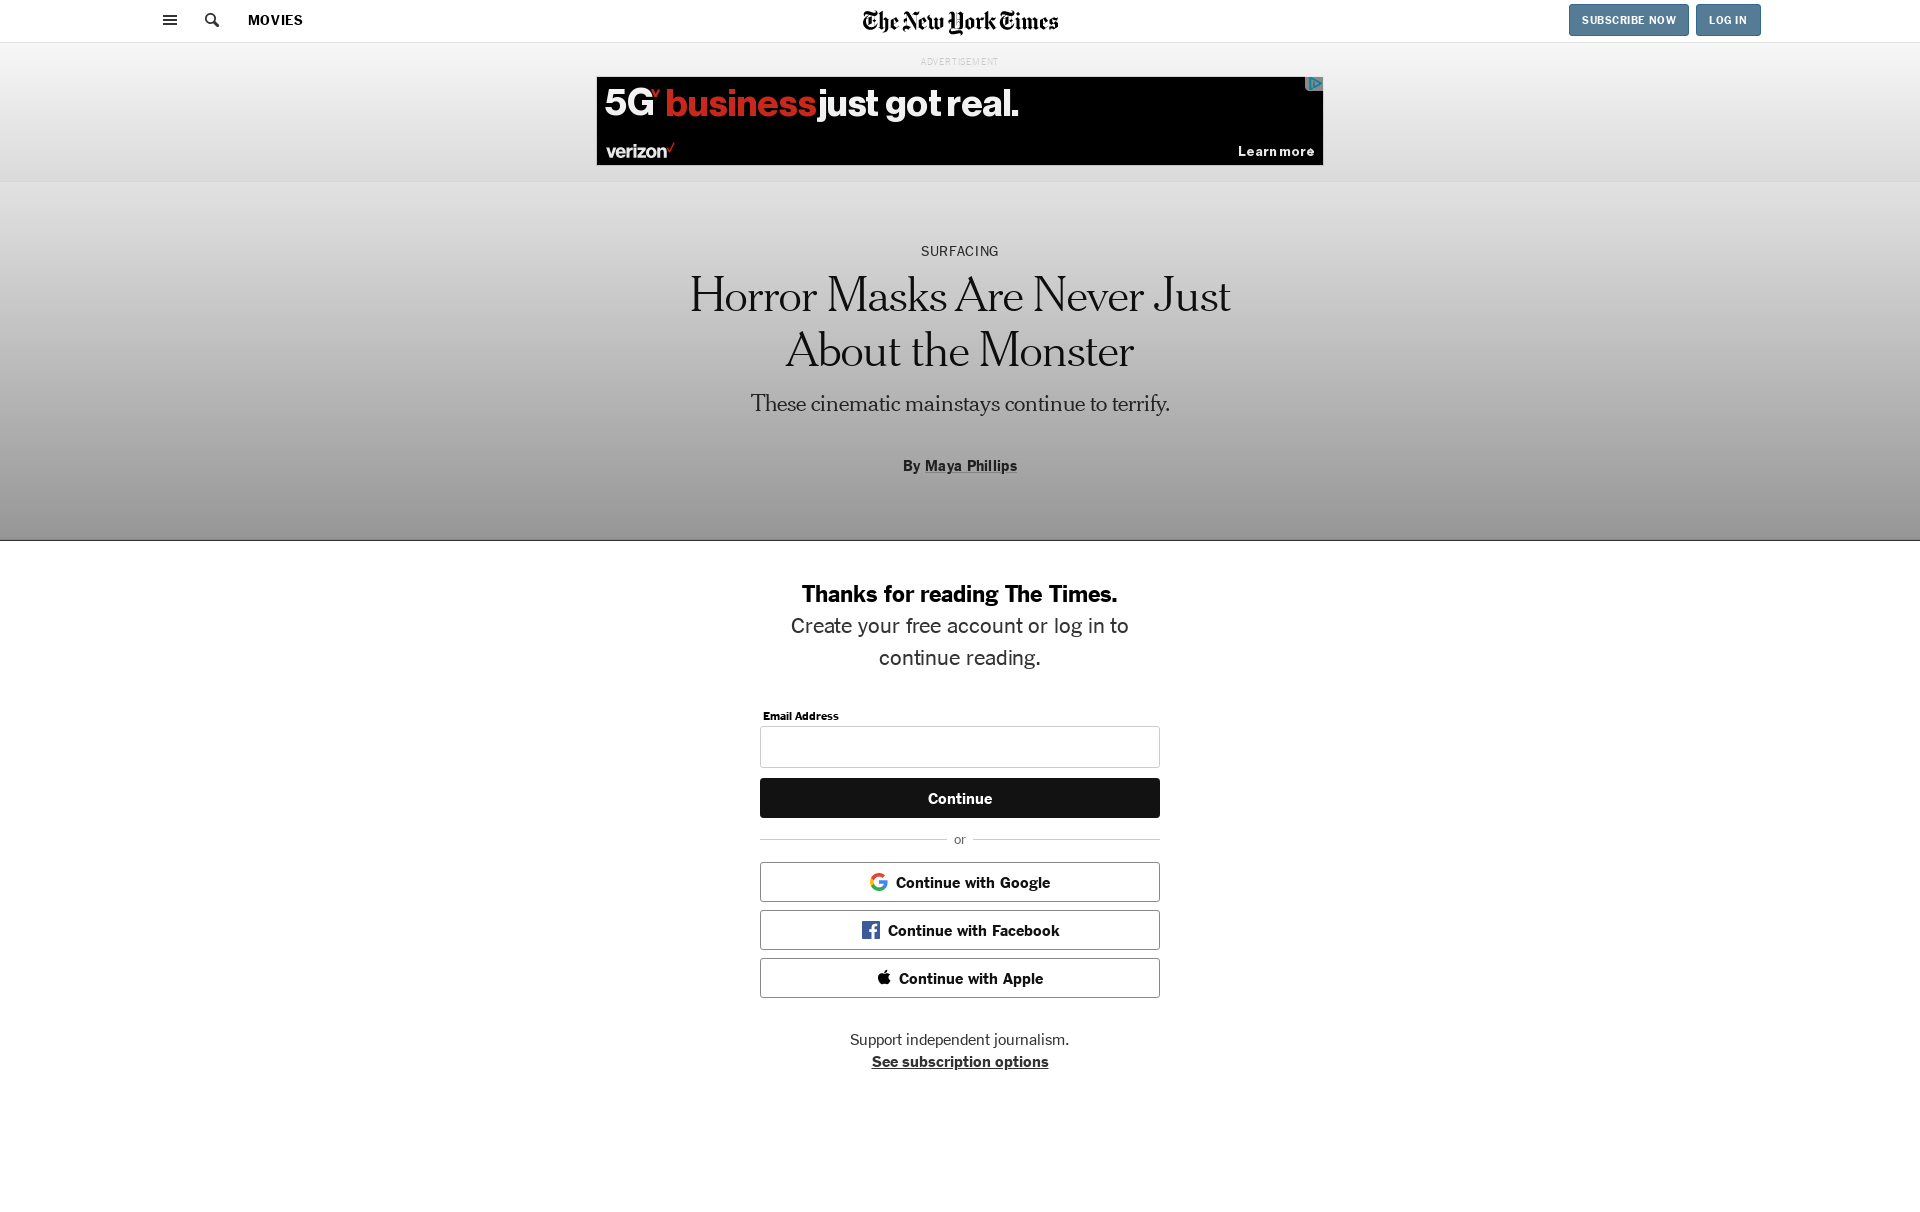 MOVIES
The New York Times
SUBSCRIBE NOW
LOG IN
ADVERTISEMENT
5G business just got real.
verizon
Learn more
SURFACING
Horror Masks Are Never Just
About the Monster
These cinematic mainstays continue to terrify.
By Maya Phillips
Thanks for reading The Times.
Create your free account or log in to
continue reading.
Email Address
Continue
or
Continue with Google
Continue with Facebook
Continue with Apple
Support independent journalism.
See subscription options